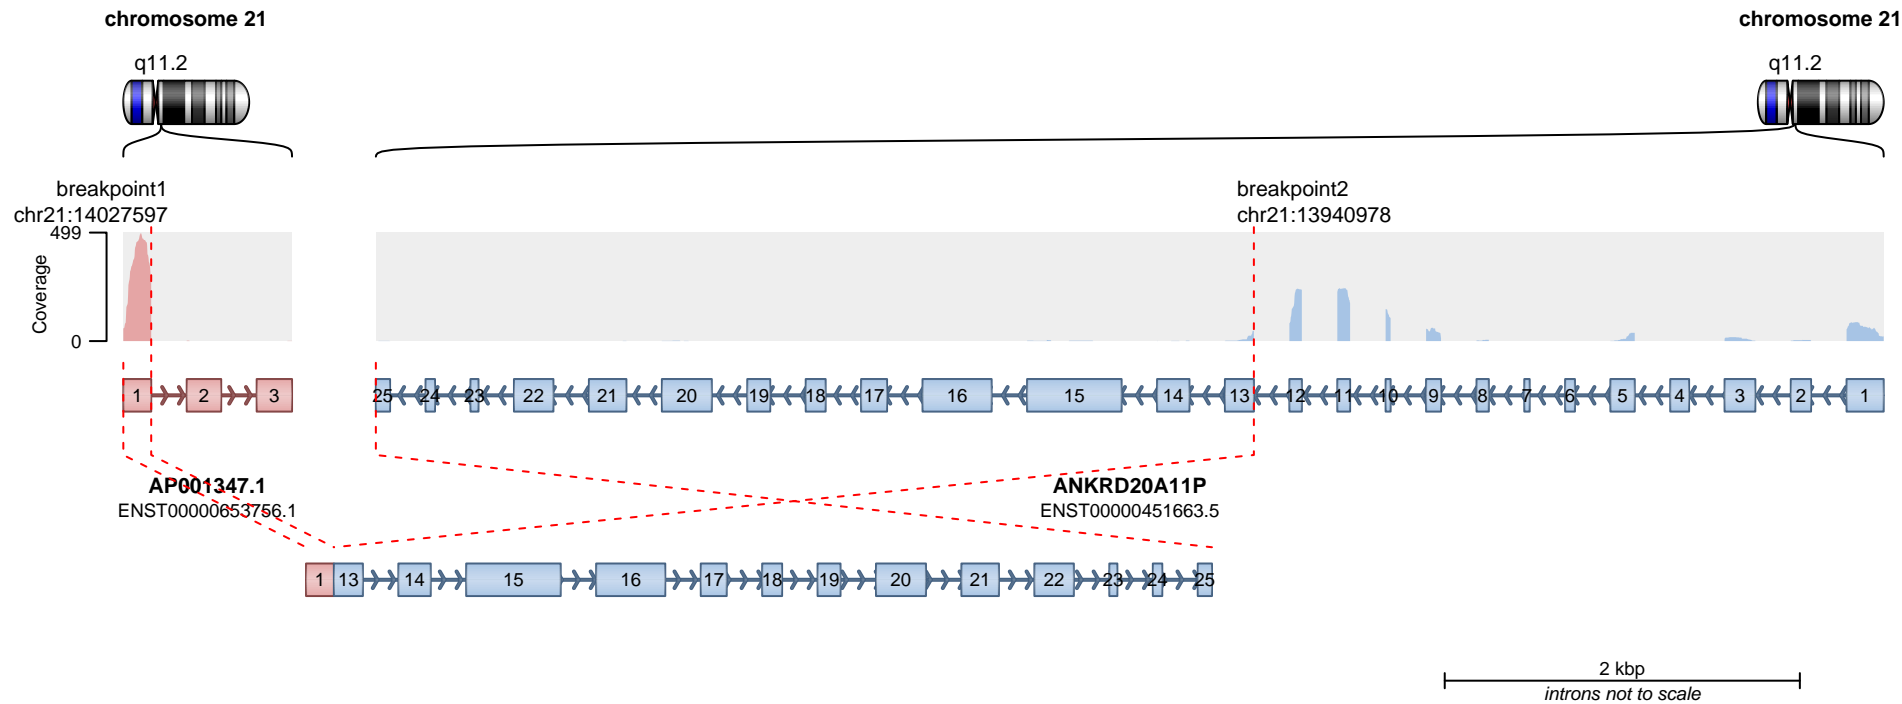 chromosome 21
chromosome 21
q11.2
q11.2
breakpoint1
chr21:14027597
breakpoint2
chr21:13940978
499
Coverage
0
1 2 3
25 24 23 22 21 20 19 18 17 16 15 14 13 12 11 10 9 8 7 6 5 4 3 2 1
AP001347.1
ENST00000653756.1
ANKRD20A11P
ENST00000451663.5
1 13 14 15 16 17 18 19 20 21 22 23 24 25
2 kbp
introns not to scale